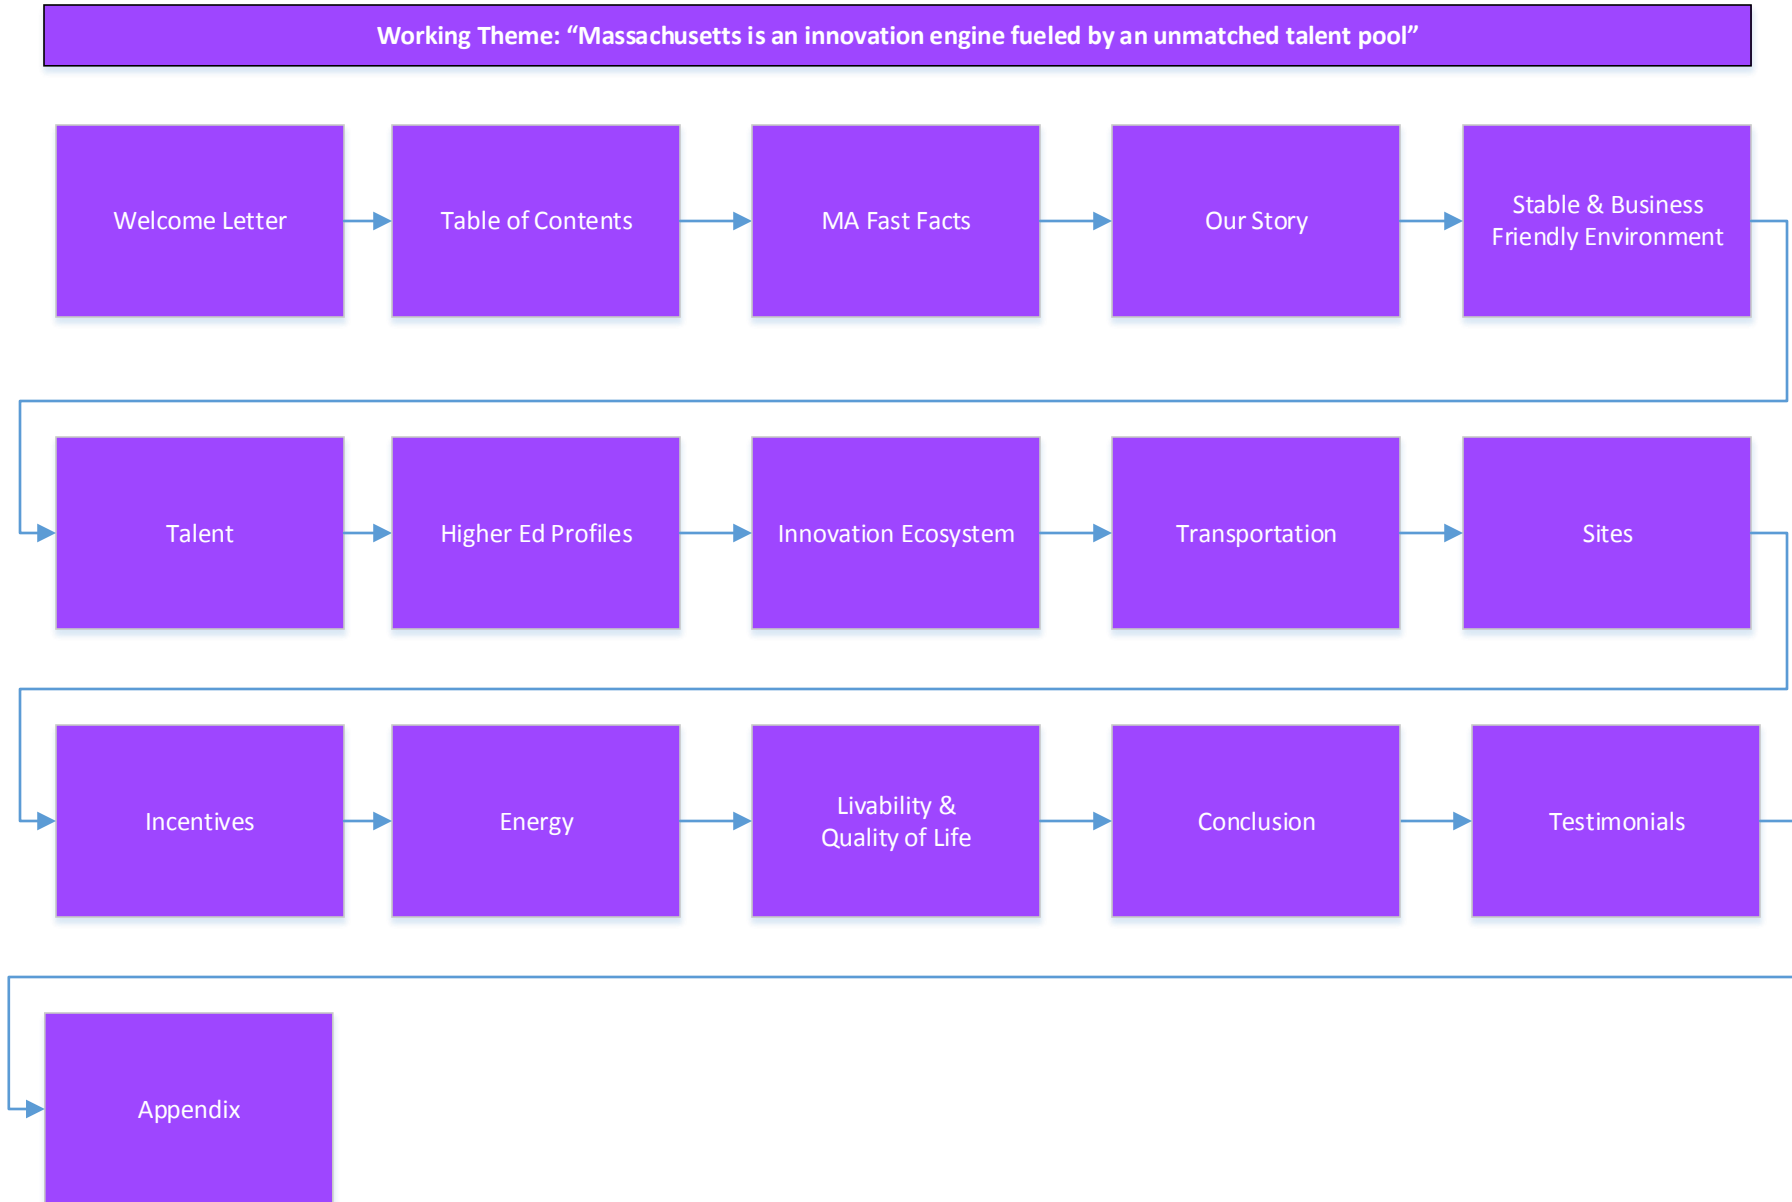 Working Theme: “Massachusetts is an innovation engine fueled by an unmatched talent pool”
Welcome Letter
Table of Contents
MA Fast Facts
Our Story
Stable & Business
Friendly Environment
Talent
Higher Ed Profiles
Innovation Ecosystem
Transportation
Sites
Incentives
Energy
Livability &
Quality of Life
Conclusion
Testimonials
Appendix